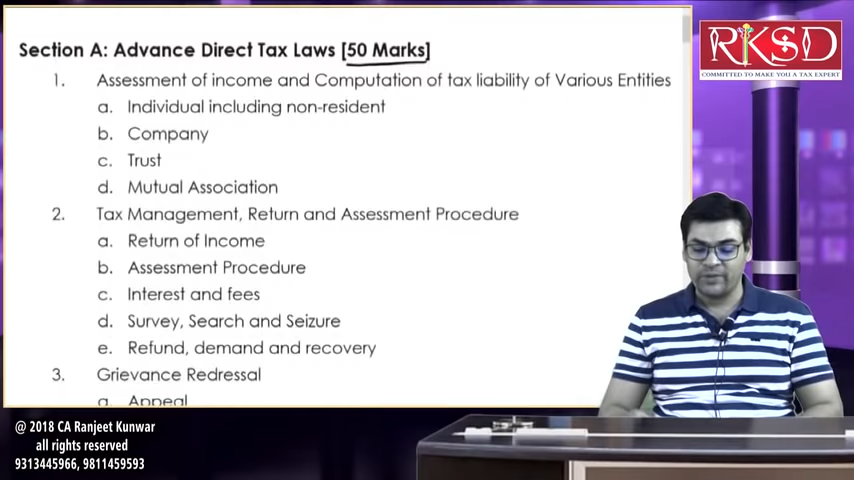 Section A: Advance Direct Tax Laws [50 Marks]
1. Assessment of income and Computation of tax liability of Various Entities
a. Individual including non-resident
b. Company
c. Trust
d. Mutual Association
2. Tax Management, Return and Assessment Procedure
a. Return of Income
b. Assessment Procedure
c. Interest and fees
d. Survey, Search and Seizure
e. Refund, demand and recovery
3. Grievance Redressal
a. Appeal
RKSD
COMMITTED TO MAKE YOU A TAX EXPERT
@ 2018 CA Ranjeet Kunwar
all rights reserved
9313445966, 9811459593